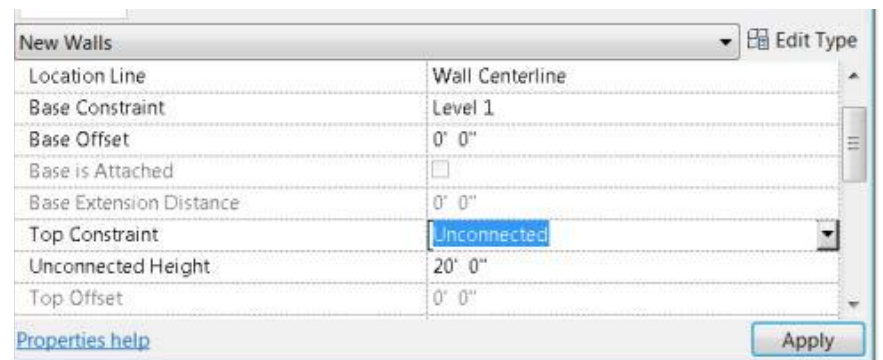 New Walls Edit Type
Location Line Wall Centerline
Base Constraint Level 1
Base Offset 0' 0"
Base is Attached
Base Extension Distance 0' 0"
Top Constraint Unconnected
Unconnected Height 20' 0"
Top Offset 0' 0"
Properties help Apply